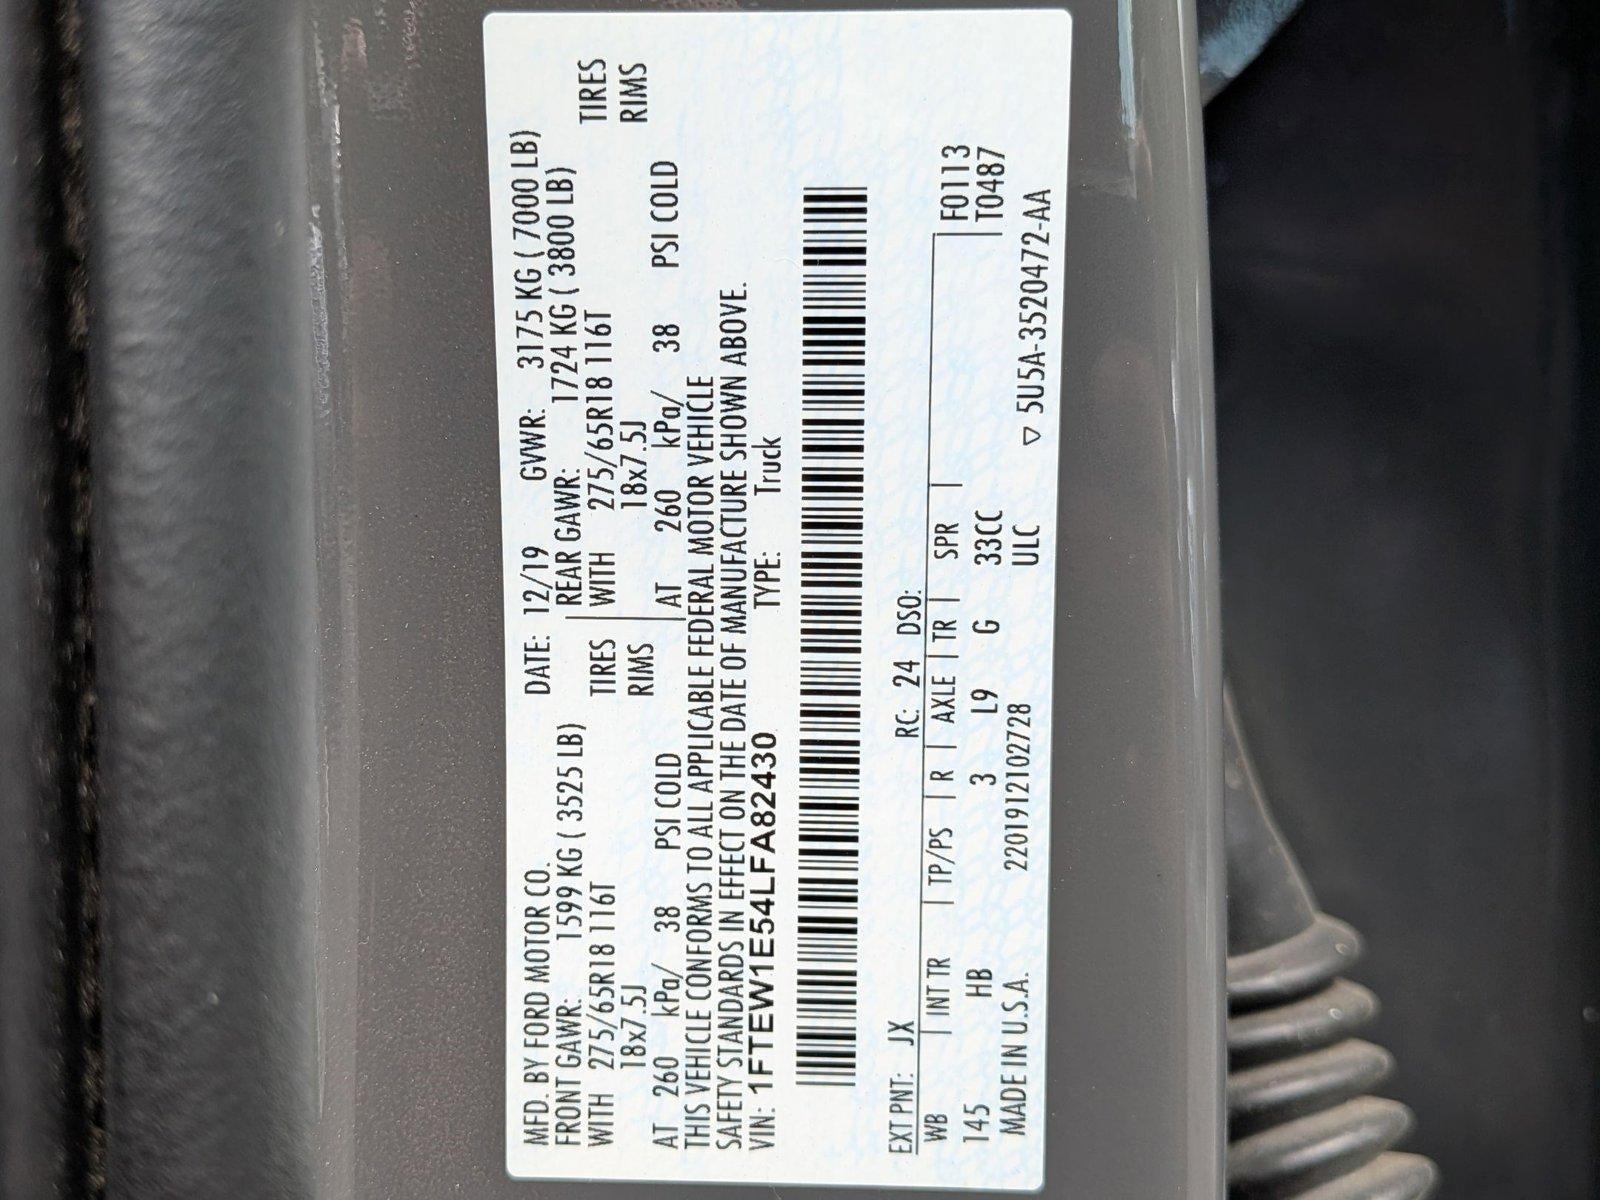 MFD. BY FORD MOTOR CO. DATE: 12/19 GVWR: 3175 KG ( 7000 LB)
FRONT GAWR: 1599 KG ( 3525 LB) REAR GAWR: 1724 KG ( 3800 LB)
WITH 275/65R18 116T TIRES WITH 275/65R18 116T TIRES
18x7.5J RIMS 18x7.5J RIMS
AT 260 kPa/ 38 PSI COLD AT 260 kPa/ 38 PSI COLD
THIS VEHICLE CONFORMS TO ALL APPLICABLE FEDERAL MOTOR VEHICLE
SAFETY STANDARDS IN EFFECT ON THE DATE OF MANUFACTURE SHOWN ABOVE.
VIN: 1FTEW1E54LFA82430 TYPE: Truck
EXT PNT: JX RC: 24 DSO:
WB | INT TR | TP/PS | R | AXLE | TR | SPR | F0113
145 HB 3 L9 G 33CC T0487
MADE IN U.S.A. 2201912102728 ULC ▽ 5U5A-3520472-AA